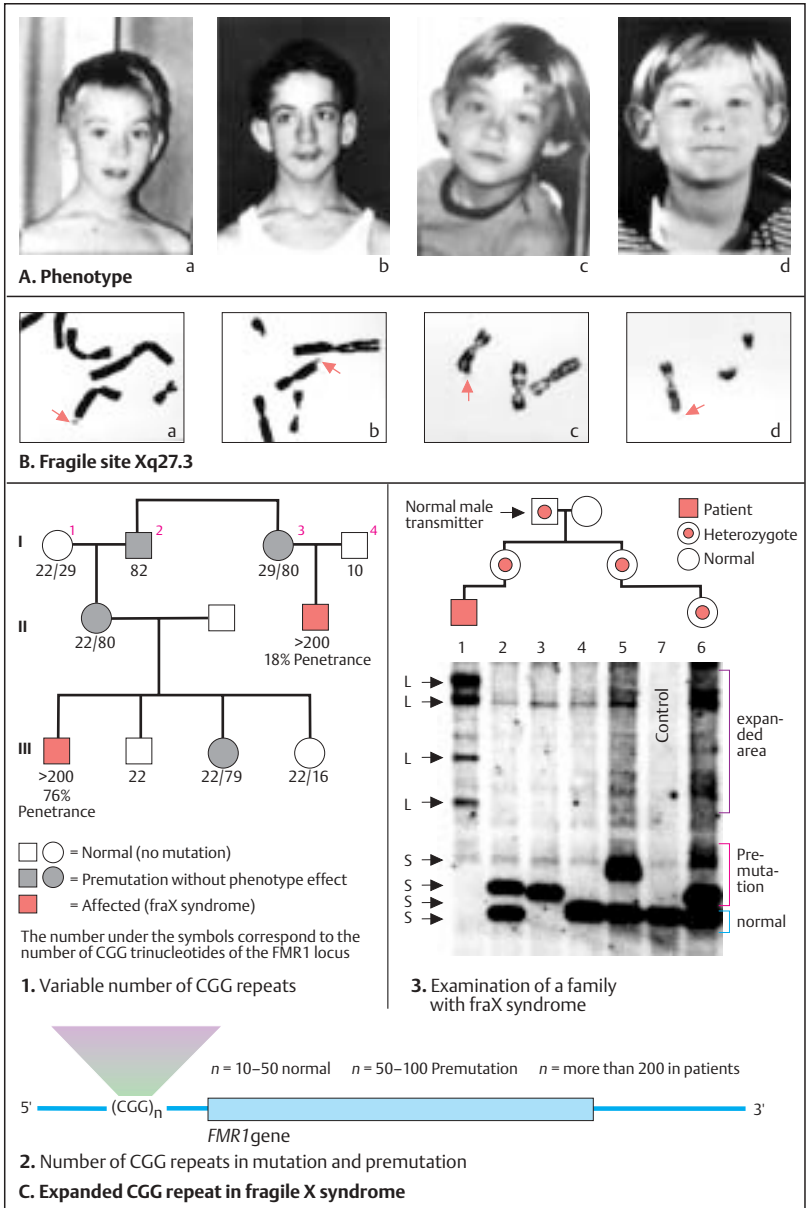 a
b
c
d
A. Phenotype
a
b
c
d
B. Fragile site Xq27.3
I
1
2
3
4
22/29
82
29/80
10
II
22/80
>200
18% Penetrance
III
>200
76%
Penetrance
22
22/79
22/16
= Normal (no mutation)
= Premutation without phenotype effect
= Affected (fraX syndrome)
The number under the symbols correspond to the
number of CGG trinucleotides of the FMR1 locus
1. Variable number of CGG repeats
Normal male
transmitter
Patient
Heterozygote
Normal
1 2 3 4 5 7 6
L
L
L
L
S
S
S
S
Control
expanded
area
Pre-
muta-
tion
normal
3. Examination of a family
with fraX syndrome
n = 10–50 normal n = 50–100 Premutation n = more than 200 in patients
5' (CGG)n 3'
FMR1 gene
2. Number of CGG repeats in mutation and premutation
C. Expanded CGG repeat in fragile X syndrome